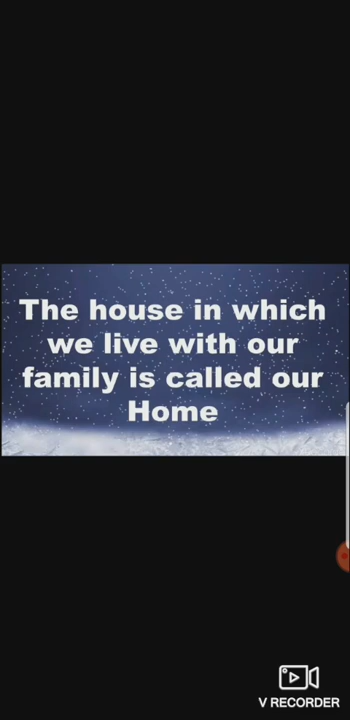 The house in which
we live with our
family is called our
Home
V RECORDER